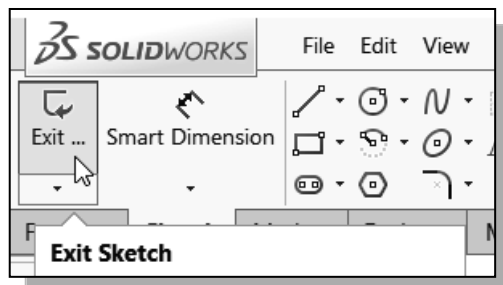 SOLIDWORKS File Edit View
Exit ... Smart Dimension
Exit Sketch